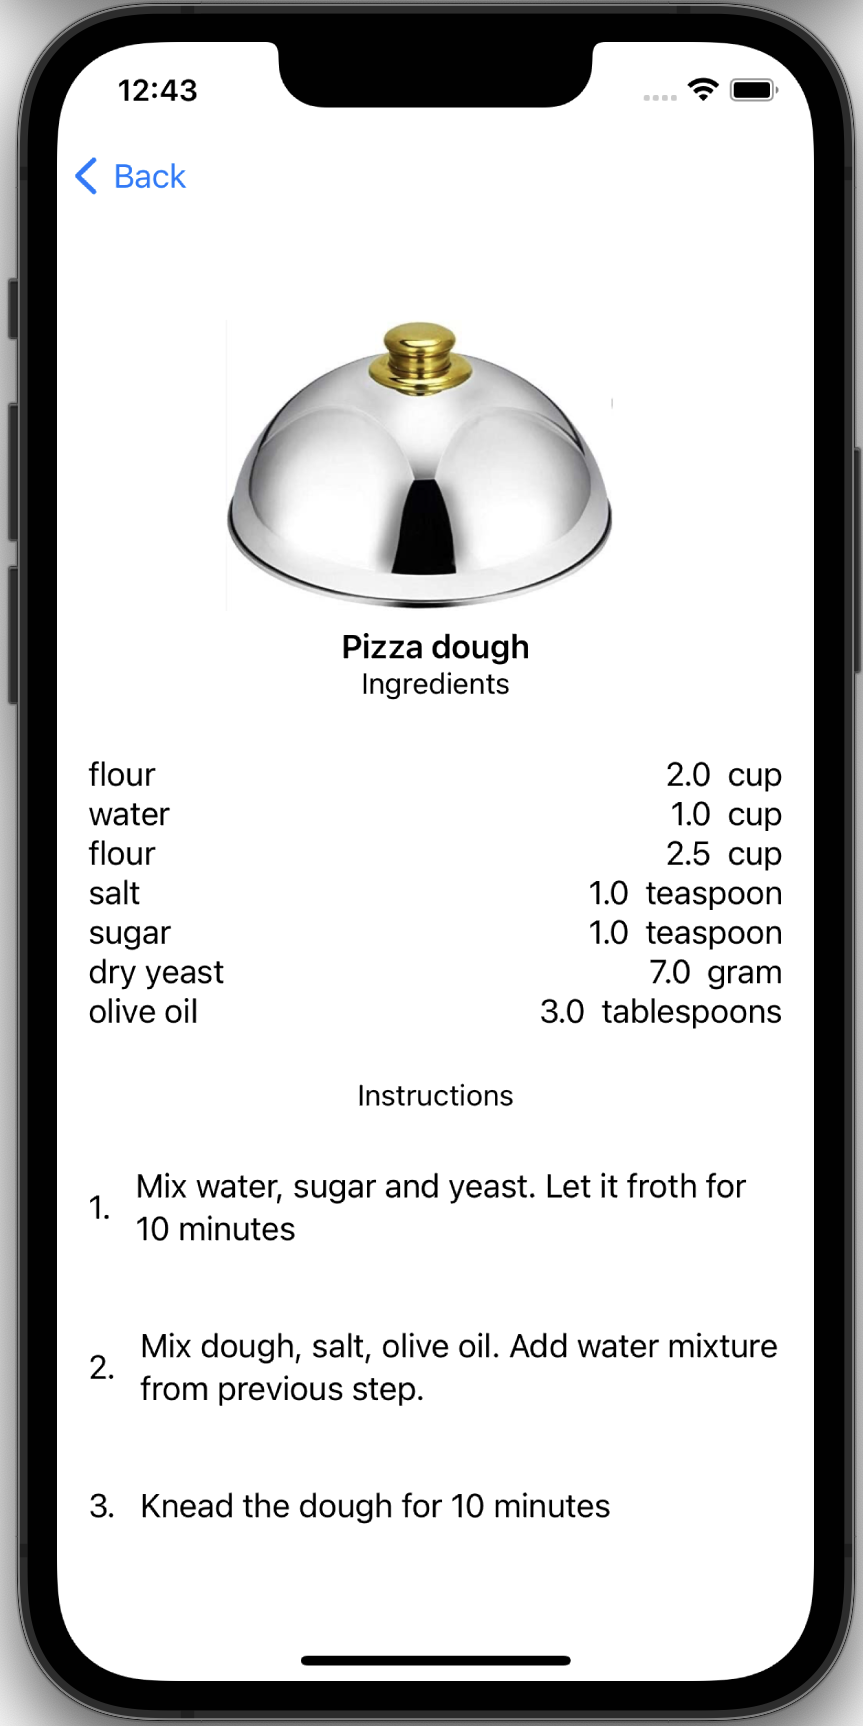 12:43
Back
Pizza dough
Ingredients
flour 2.0 cup
water 1.0 cup
flour 2.5 cup
salt 1.0 teaspoon
sugar 1.0 teaspoon
dry yeast 7.0 gram
olive oil 3.0 tablespoons
Instructions
1. Mix water, sugar and yeast. Let it froth for
10 minutes
2. Mix dough, salt, olive oil. Add water mixture
from previous step.
3. Knead the dough for 10 minutes